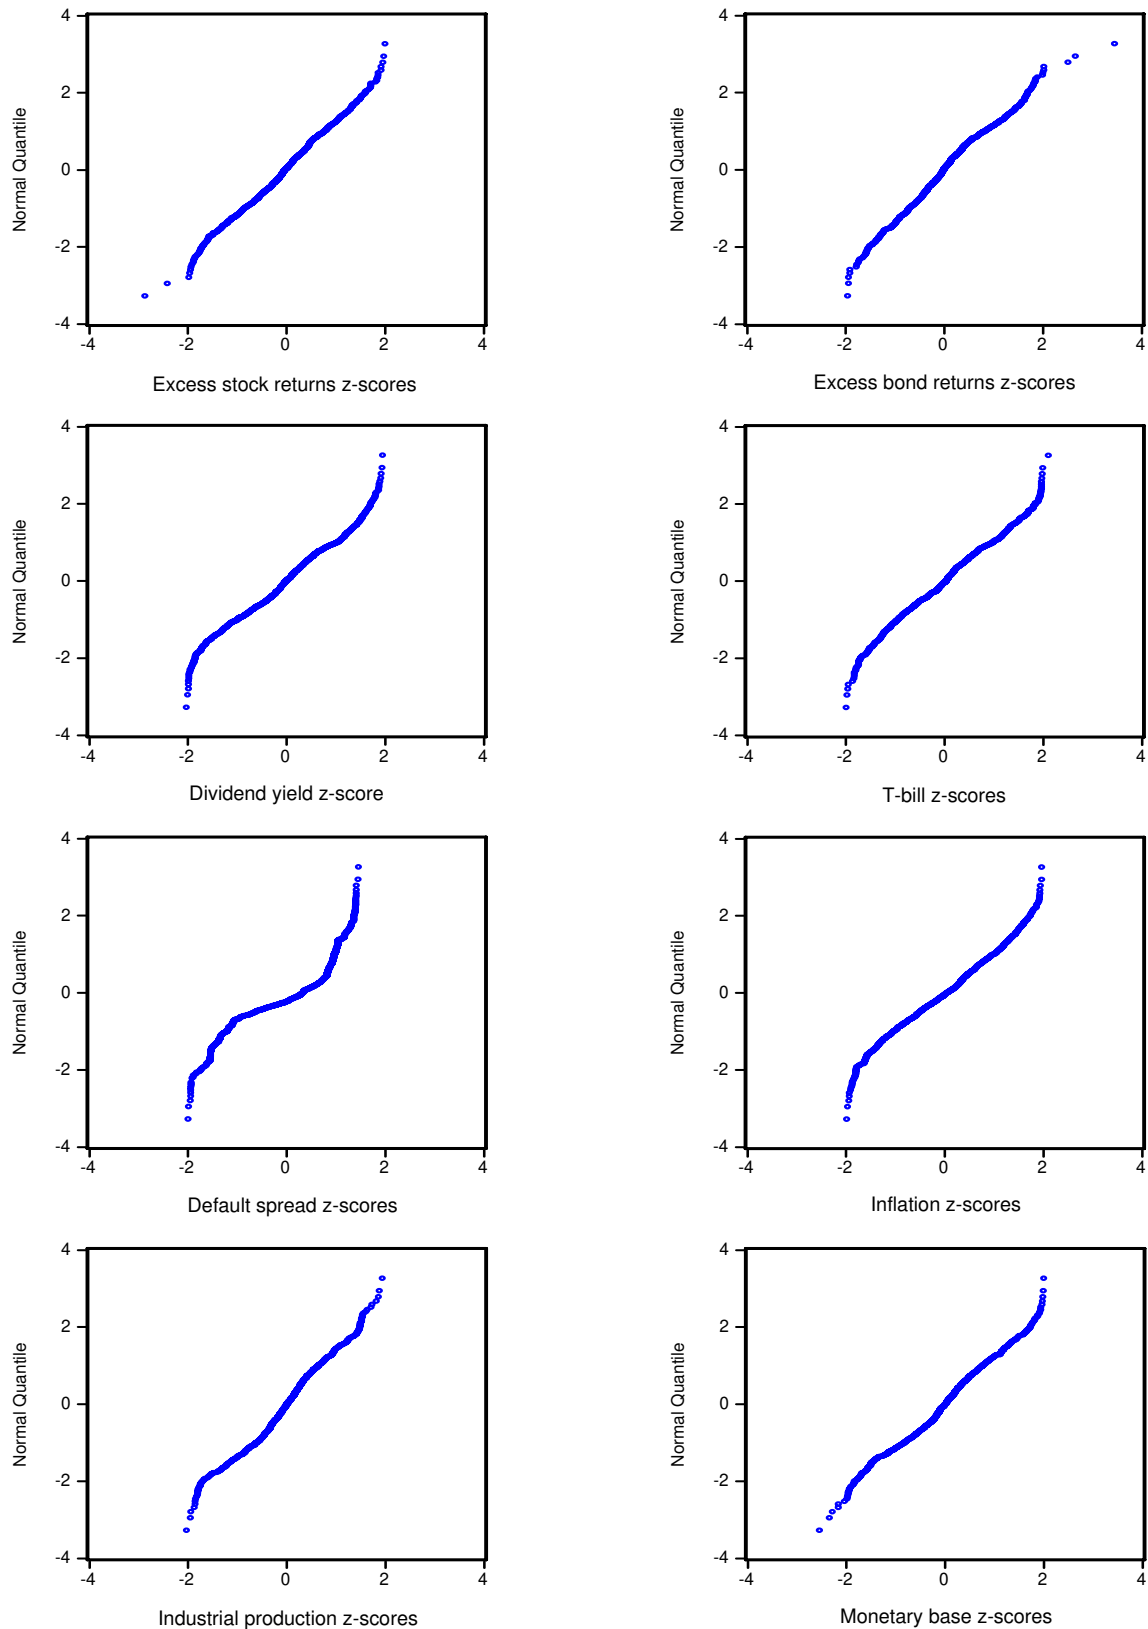 4
2
0
-2
-4
Normal Quantile
-4 -2 0 2 4
Excess stock returns z-scores
4
2
0
-2
-4
Normal Quantile
-4 -2 0 2 4
Excess bond returns z-scores
4
2
0
-2
-4
Normal Quantile
-4 -2 0 2 4
Dividend yield z-score
4
2
0
-2
-4
Normal Quantile
-4 -2 0 2 4
T-bill z-scores
4
2
0
-2
-4
Normal Quantile
-4 -2 0 2 4
Default spread z-scores
4
2
0
-2
-4
Normal Quantile
-4 -2 0 2 4
Inflation z-scores
4
2
0
-2
-4
Normal Quantile
-4 -2 0 2 4
Industrial production z-scores
4
2
0
-2
-4
Normal Quantile
-4 -2 0 2 4
Monetary base z-scores